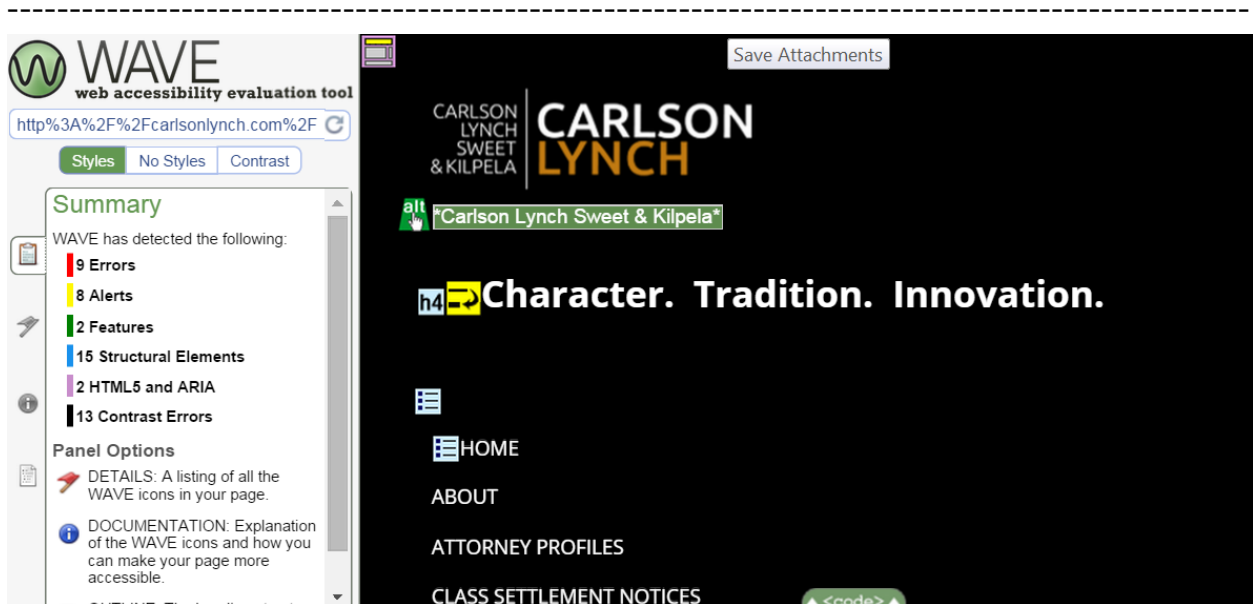 WAVE
web accessibility evaluation tool
http%3A%2F%2Fcarlsonlynch.com%2F
Styles No Styles Contrast
Summary
WAVE has detected the following:
9 Errors
8 Alerts
2 Features
15 Structural Elements
2 HTML5 and ARIA
13 Contrast Errors
Panel Options
DETAILS: A listing of all the
WAVE icons in your page.
DOCUMENTATION: Explanation
of the WAVE icons and how you
can make your page more
accessible.
Save Attachments
CARLSON
LYNCH
SWEET
& KILPELA
CARLSON
LYNCH
alt
*Carlson Lynch Sweet & Kilpela*
h4 Character. Tradition. Innovation.
HOME
ABOUT
ATTORNEY PROFILES
CLASS SETTLEMENT NOTICES
<code>